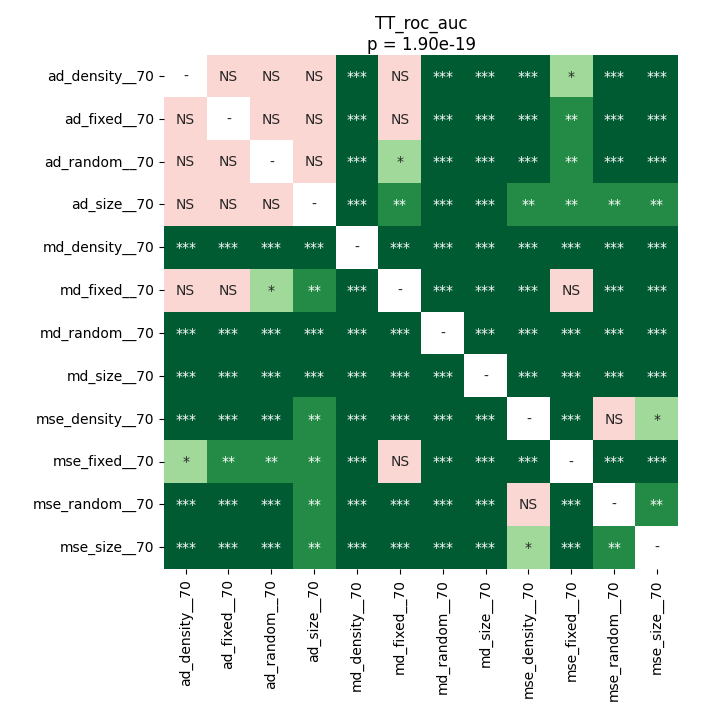 TT_roc_auc
p = 1.90e-19
ad_density__70 - NS NS NS *** NS *** *** *** * *** ***
ad_fixed__70 NS - NS NS *** NS *** *** *** ** *** ***
ad_random__70 NS NS - NS *** * *** *** *** ** *** ***
ad_size__70 NS NS NS - *** ** *** *** ** ** ** **
md_density__70 *** *** *** *** - *** *** *** *** *** *** ***
md_fixed__70 NS NS * ** *** - *** *** *** NS *** ***
md_random__70 *** *** *** *** *** *** - *** *** *** *** ***
md_size__70 *** *** *** *** *** *** *** - *** *** *** ***
mse_density__70 *** *** *** ** *** *** *** *** - *** NS *
mse_fixed__70 * ** ** ** *** NS *** *** *** - *** ***
mse_random__70 *** *** *** ** *** *** *** *** NS *** - **
mse_size__70 *** *** *** ** *** *** *** *** * *** ** -
ad_density__70
ad_fixed__70
ad_random__70
ad_size__70
md_density__70
md_fixed__70
md_random__70
md_size__70
mse_density__70
mse_fixed__70
mse_random__70
mse_size__70